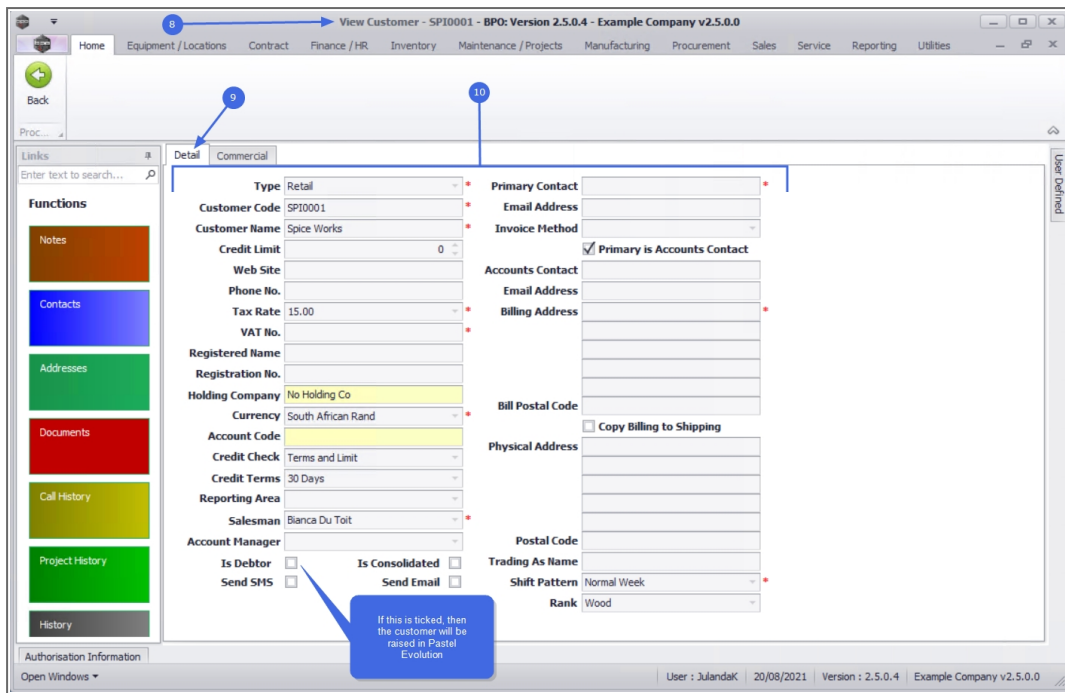 View Customer - SPI0001 - BPO: Version 2.5.0.4 - Example Company v2.5.0.0
8
Home Equipment / Locations Contract Finance / HR Inventory Maintenance / Projects Manufacturing Procurement Sales Service Reporting Utilities
Back
Proc...
9
10
Links
Enter text to search...
Functions
Notes
Contacts
Addresses
Documents
Call History
Project History
History
Detail Commercial
Type Retail *
Customer Code SPI0001 *
Customer Name Spice Works *
Credit Limit 0
Web Site
Phone No.
Tax Rate 15.00 *
VAT No. *
Registered Name
Registration No.
Holding Company No Holding Co
Currency South African Rand *
Account Code
Credit Check Terms and Limit
Credit Terms 30 Days
Reporting Area
Salesman Bianca Du Toit *
Account Manager
Is Debtor Is Consolidated
Send SMS Send Email
Primary Contact *
Email Address
Invoice Method
Primary is Accounts Contact
Accounts Contact
Email Address
Billing Address *
Bill Postal Code
Copy Billing to Shipping
Physical Address
Postal Code
Trading As Name
Shift Pattern Normal Week *
Rank Wood
If this is ticked, then
the customer will be
raised in Pastel
Evolution
User Defined
Authorisation Information
Open Windows
User : JulandaK 20/08/2021 Version : 2.5.0.4 Example Company v2.5.0.0